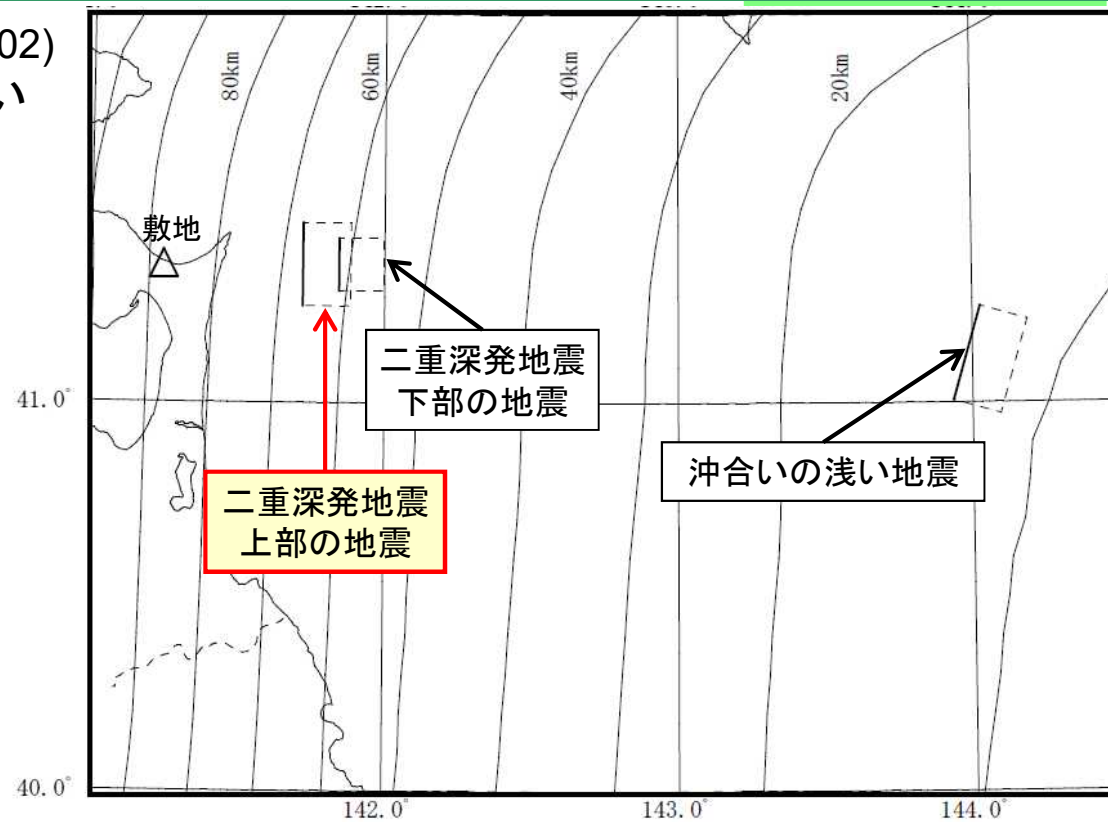 02)
い
80km
60km
40km
20km
敷地
二重深発地震
下部の地震
41.0°
沖合いの浅い地震
二重深発地震
上部の地震
40.0°
142.0°
143.0°
144.0°